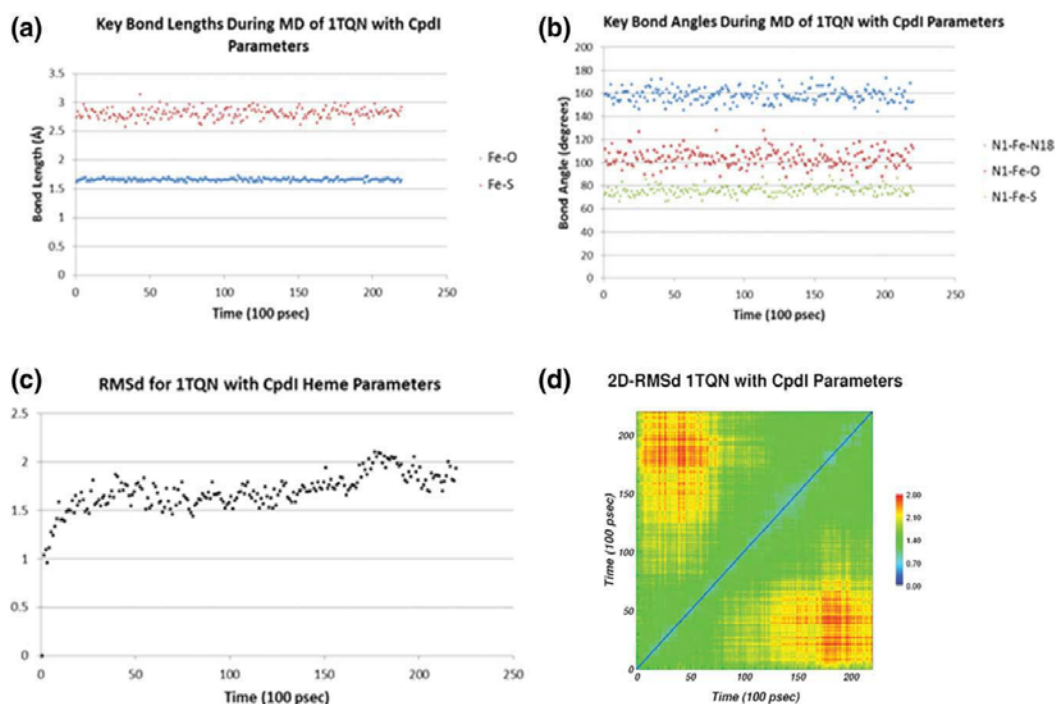 (a)
Key Bond Lengths During MD of 1TQN with CpdI
Parameters
Bond Length (Å)
3.5
3
2.5
2
1.5
1
0.5
0
0 50 100 150 200 250
Time (100 psec)
Fe-O
Fe-S
(b)
Key Bond Angles During MD of 1TQN with CpdI Parameters
Bond Angle (degrees)
200
180
160
140
120
100
80
60
40
20
0
0 50 100 150 200 250
Time (100 psec)
N1-Fe-N18
N1-Fe-O
N1-Fe-S
(c)
RMSd for 1TQN with CpdI Heme Parameters
2.5
2
1.5
1
0.5
0
0 50 100 150 200 250
Time (100 psec)
(d)
2D-RMSd 1TQN with CpdI Parameters
Time (100 psec)
200
150
100
50
0
0 50 100 150 200
Time (100 psec)
2.80
2.10
1.40
0.70
0.00